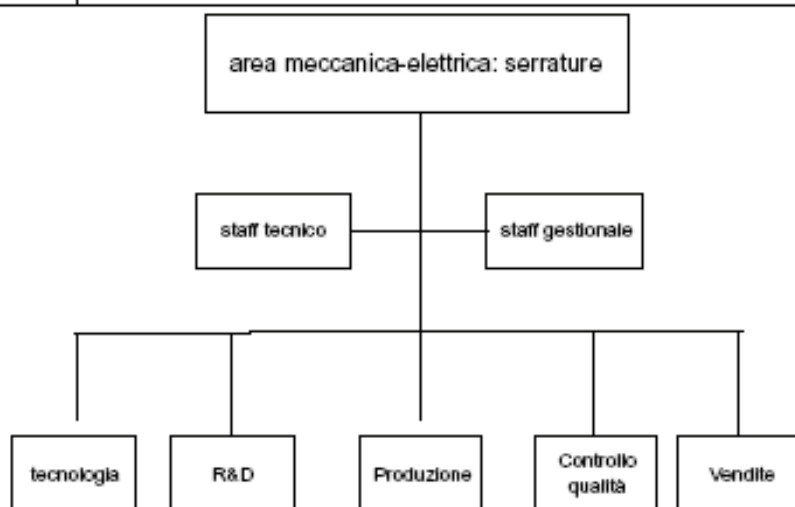 area meccanica-elettrica: serrature
staff tecnico
staff gestionale
tecnologia
R&D
Produzione
Controllo
qualità
Vendite